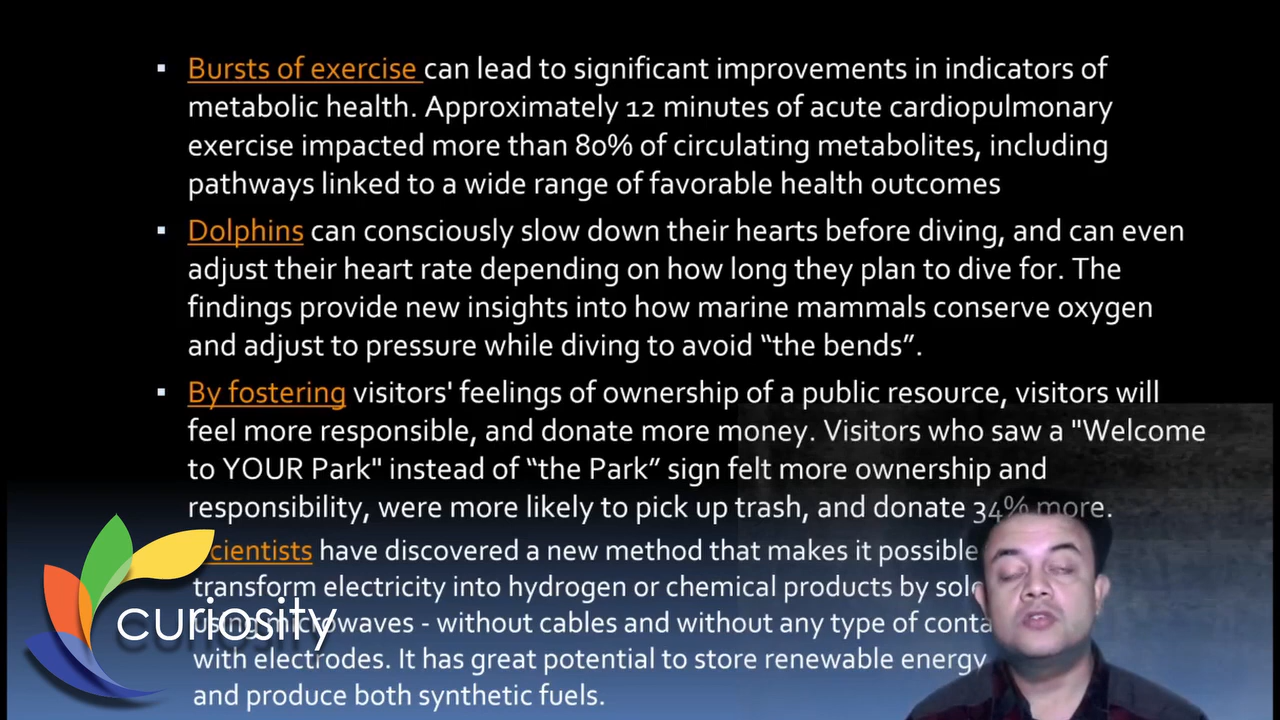 Bursts of exercise can lead to significant improvements in indicators of
metabolic health. Approximately 12 minutes of acute cardiopulmonary
exercise impacted more than 80% of circulating metabolites, including
pathways linked to a wide range of favorable health outcomes
Dolphins can consciously slow down their hearts before diving, and can even
adjust their heart rate depending on how long they plan to dive for. The
findings provide new insights into how marine mammals conserve oxygen
and adjust to pressure while diving to avoid “the bends”.
By fostering visitors' feelings of ownership of a public resource, visitors will
feel more responsible, and donate more money. Visitors who saw a "Welcome
to YOUR Park" instead of “the Park” sign felt more ownership and
responsibility, were more likely to pick up trash, and donate 34% more.
Scientists have discovered a new method that makes it possible
transform electricity into hydrogen or chemical products by
using microwaves - without cables and without any type of
with electrodes. It has great potential to store renewable energy
and produce both synthetic fuels.
curiosity